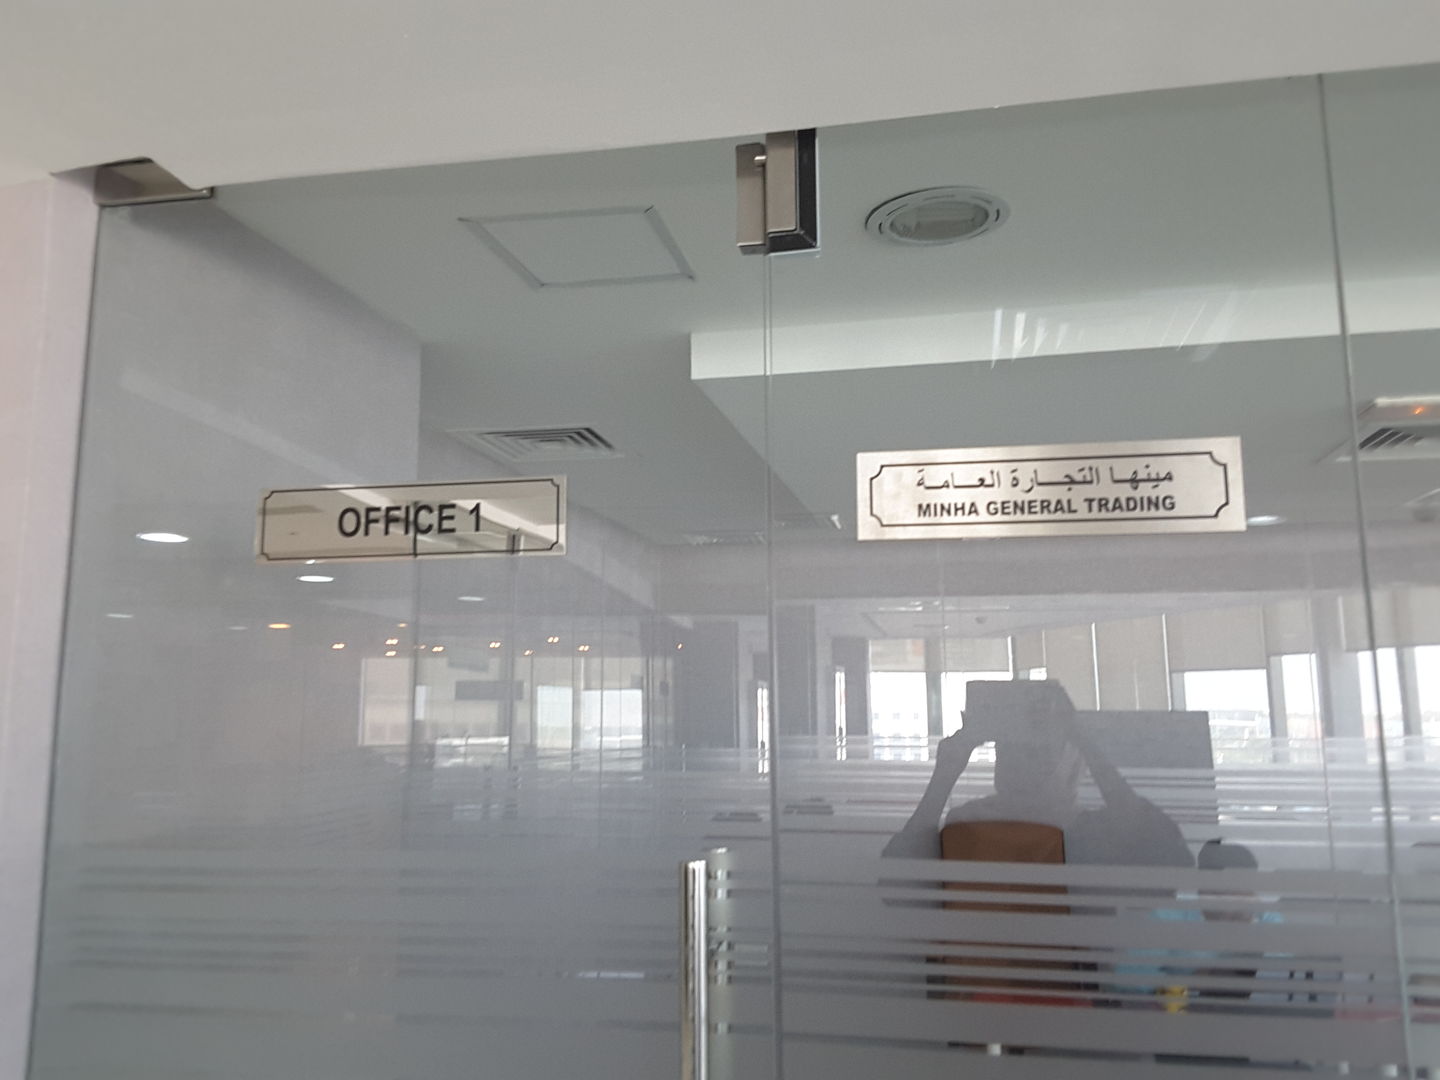 OFFICE 1
مينها التجارة العامة
MINHA GENERAL TRADING